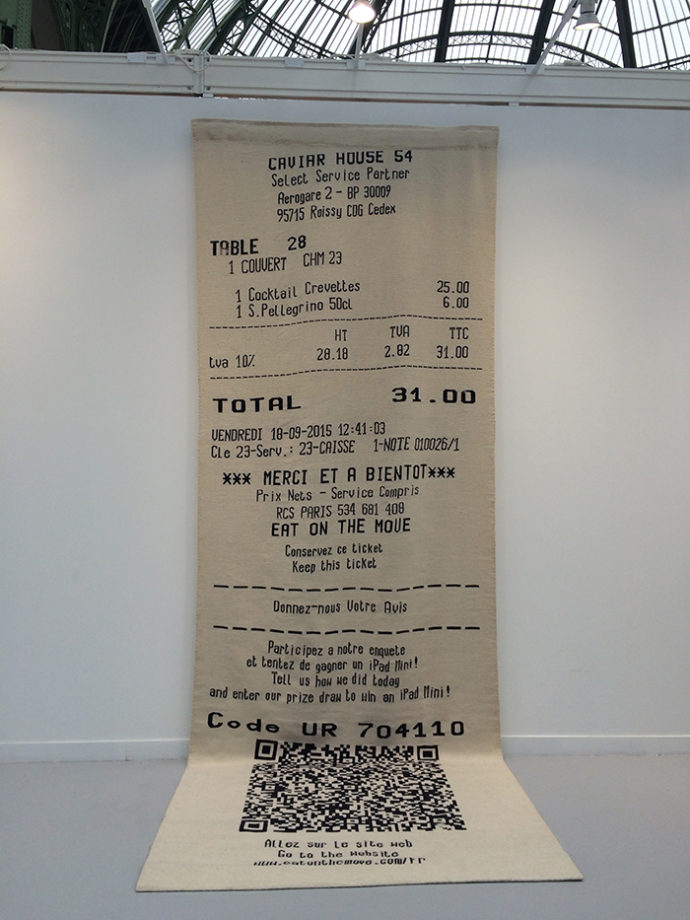 CAVIAR HOUSE 54
Select Service Partner
Aerogare 2 - BP 30009
95715 Roissy CDG Cedex
TABLE 28
1 COUVERT CHM 23
1 Cocktail Crevettes 25.00
1 S.Pellegrino 50cl 6.00
HT TVA TTC
tva 10% 28.18 2.82 31.00
TOTAL 31.00
VENDREDI 18-09-2015 12:41:03
Cle 23-Serv.: 23-CAISSE 1-NOTE 010026/1
*** MERCI ET A BIENTOT***
Prix Nets - Service Compris
RCS PARIS 534 681 408
EAT ON THE MOVE
Conservez ce ticket
Keep this ticket
Donnez-nous Votre Avis
Participez a notre enquete
et tentez de gagner un iPad Mini!
Tell us how we did today
and enter our prize draw to win an iPad Mini!
Code UR 704110
Allez sur le site web
Go to the website
www.eatonthemove.com/fr